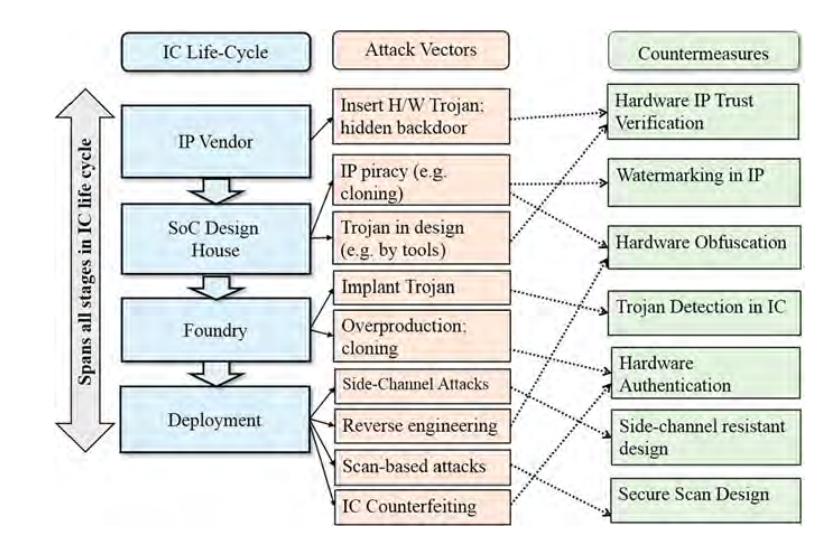 IC Life-Cycle
Attack Vectors
Countermeasures
Spans all stages in IC life cycle
IP Vendor
SoC Design
House
Foundry
Deployment
Insert H/W Trojan;
hidden backdoor
IP piracy (e.g.
cloning)
Trojan in design
(e.g. by tools)
Implant Trojan
Overproduction;
cloning
Side-Channel Attacks
Reverse engineering
Scan-based attacks
IC Counterfeiting
Hardware IP Trust
Verification
Watermarking in IP
Hardware Obfuscation
Trojan Detection in IC
Hardware
Authentication
Side-channel resistant
design
Secure Scan Design